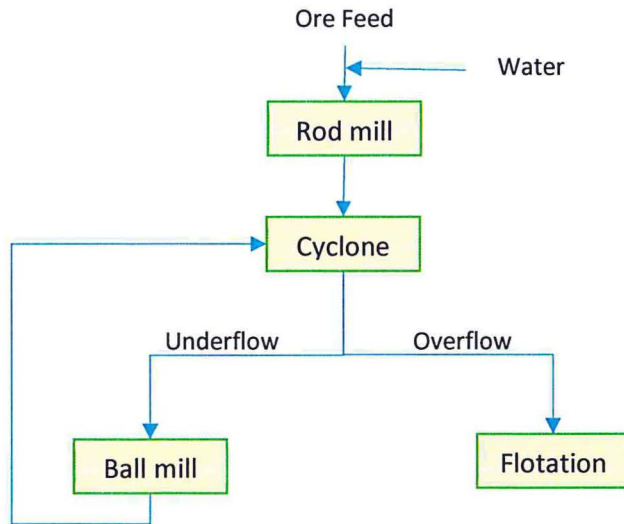 Ore Feed
Water
Rod mill
Cyclone
Underflow
Overflow
Ball mill
Flotation